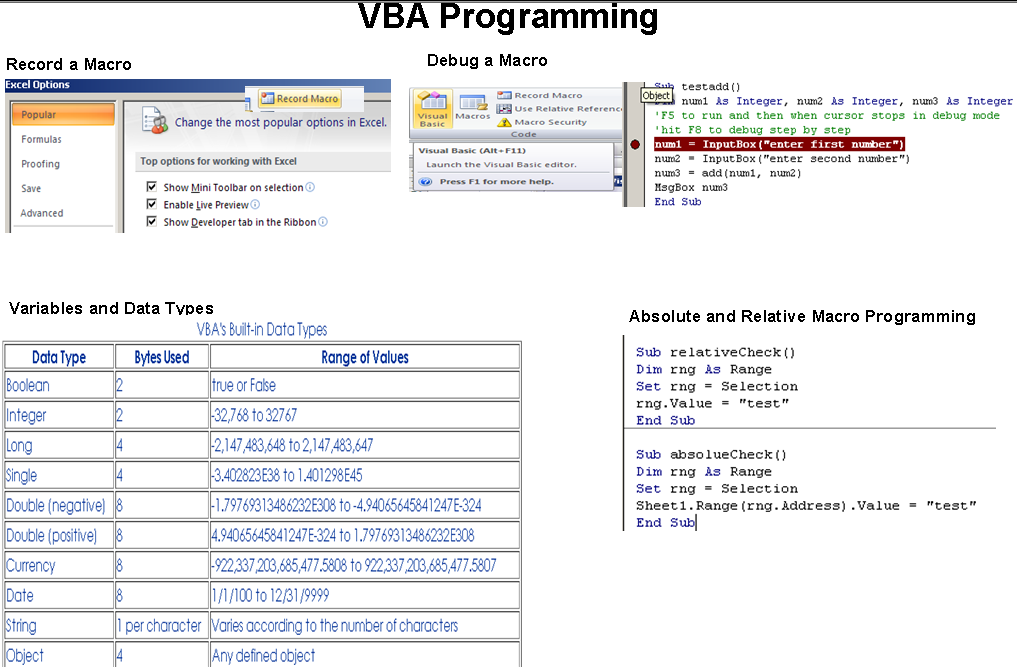 VBA Programming
Record a Macro
Excel Options
Record Macro
Popular
Formulas
Proofing
Save
Advanced
Change the most popular options in Excel.
Top options for working with Excel
Show Mini Toolbar on selection
Enable Live Preview
Show Developer tab in the Ribbon
Debug a Macro
Visual Basic
Macros
Record Macro
Use Relative Reference
Macro Security
Code
Visual Basic (Alt+F11)
Launch the Visual Basic editor.
Press F1 for more help.
Object
Sub testadd()
num1 As Integer, num2 As Integer, num3 As Integer
'F5 to run and then when cursor stops in debug mode
'hit F8 to debug step by step
num1 = InputBox("enter first number")
num2 = InputBox("enter second number")
num3 = add(num1, num2)
MsgBox num3
End Sub
Variables and Data Types
VBA's Built-in Data Types
Data Type Bytes Used Range of Values
Boolean 2 true or False
Integer 2 -32,768 to 32767
Long 4 -2,147,483,648 to 2,147,483,647
Single 4 -3.402823E38 to 1.401298E45
Double (negative) 8 -1.79769313486232E308 to -4.94065645841247E-324
Double (positive) 8 4.94065645841247E-324 to 1.79769313486232E308
Currency 8 -922,337,203,685,477.5808 to 922,337,203,685,477.5807
Date 8 1/1/100 to 12/31/9999
String 1 per character Varies according to the number of characters
Object 4 Any defined object
Absolute and Relative Macro Programming
Sub relativeCheck()
Dim rng As Range
Set rng = Selection
rng.Value = "test"
End Sub
Sub absolueCheck()
Dim rng As Range
Set rng = Selection
Sheet1.Range(rng.Address).Value = "test"
End Sub